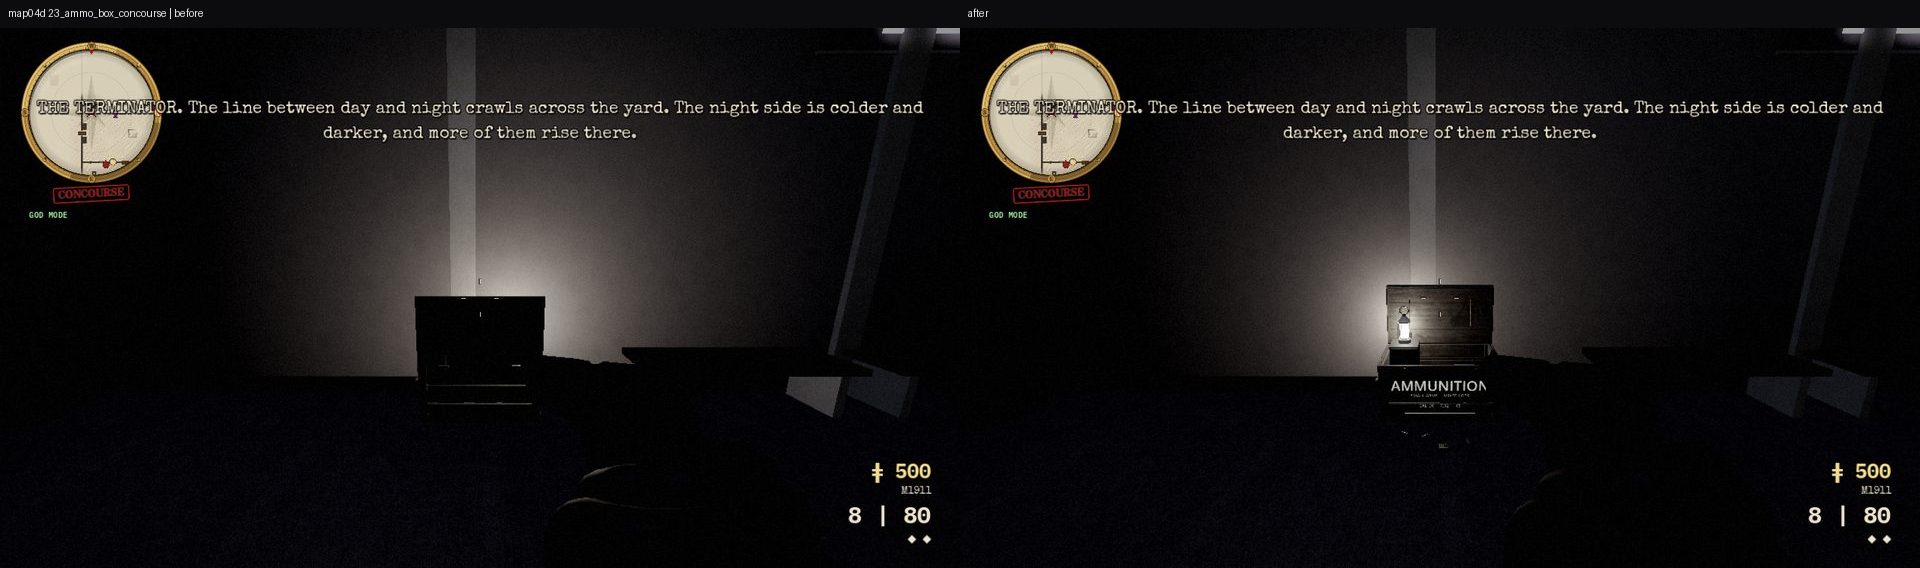 map04d 23_ammo_box_concourse | before
after
THE TERMINATOR. The line between day and night crawls across the yard. The night side is colder and
darker, and more of them rise there.
CONCOURSE
GOD MODE
500
M1911
8 | 80
THE TERMINATOR. The line between day and night crawls across the yard. The night side is colder and
darker, and more of them rise there.
CONCOURSE
GOD MODE
AMMUNITION
500
M1911
8 | 80